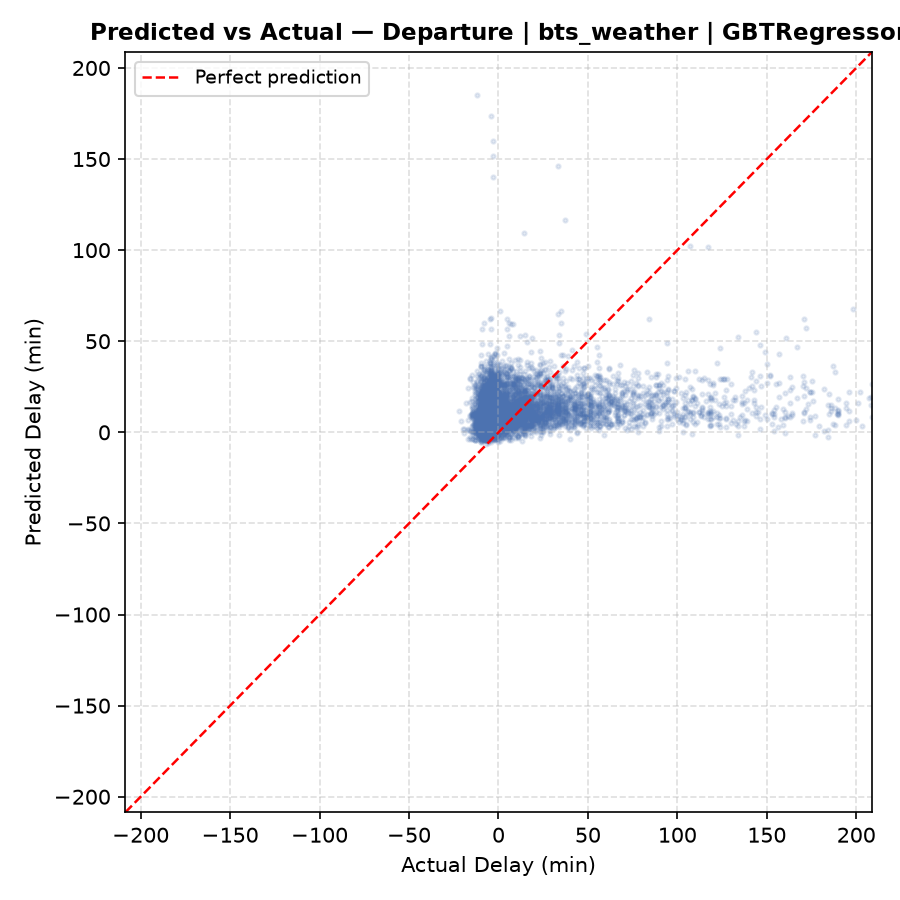 Predicted vs Actual — Departure | bts_weather | GBTRegressor
Perfect prediction
200
150
100
50
0
−50
−100
−150
−200
Predicted Delay (min)
−200 −150 −100 −50 0 50 100 150 200
Actual Delay (min)